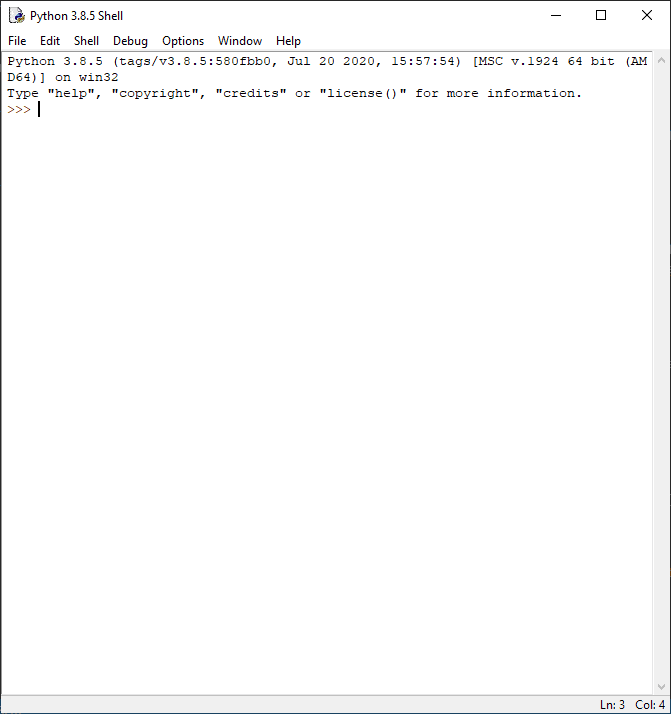 Python 3.8.5 Shell
File Edit Shell Debug Options Window Help
Python 3.8.5 (tags/v3.8.5:580fbb0, Jul 20 2020, 15:57:54) [MSC v.1924 64 bit (AM
D64)] on win32
Type "help", "copyright", "credits" or "license()" for more information.
>>>
Ln: 3 Col: 4